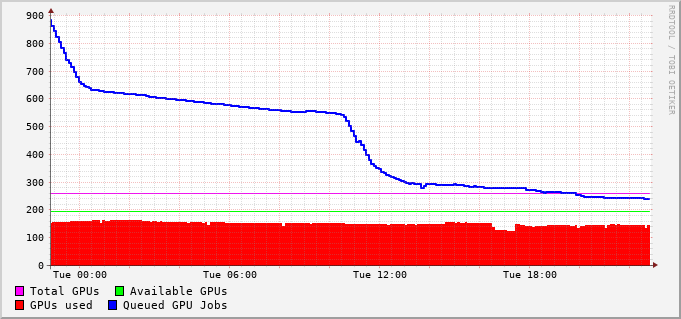 900
800
700
600
500
400
300
200
100
0
Tue 00:00 Tue 06:00 Tue 12:00 Tue 18:00
Total GPUs Available GPUs
GPUs used Queued GPU Jobs
RRDTOOL / TOBI OETIKER